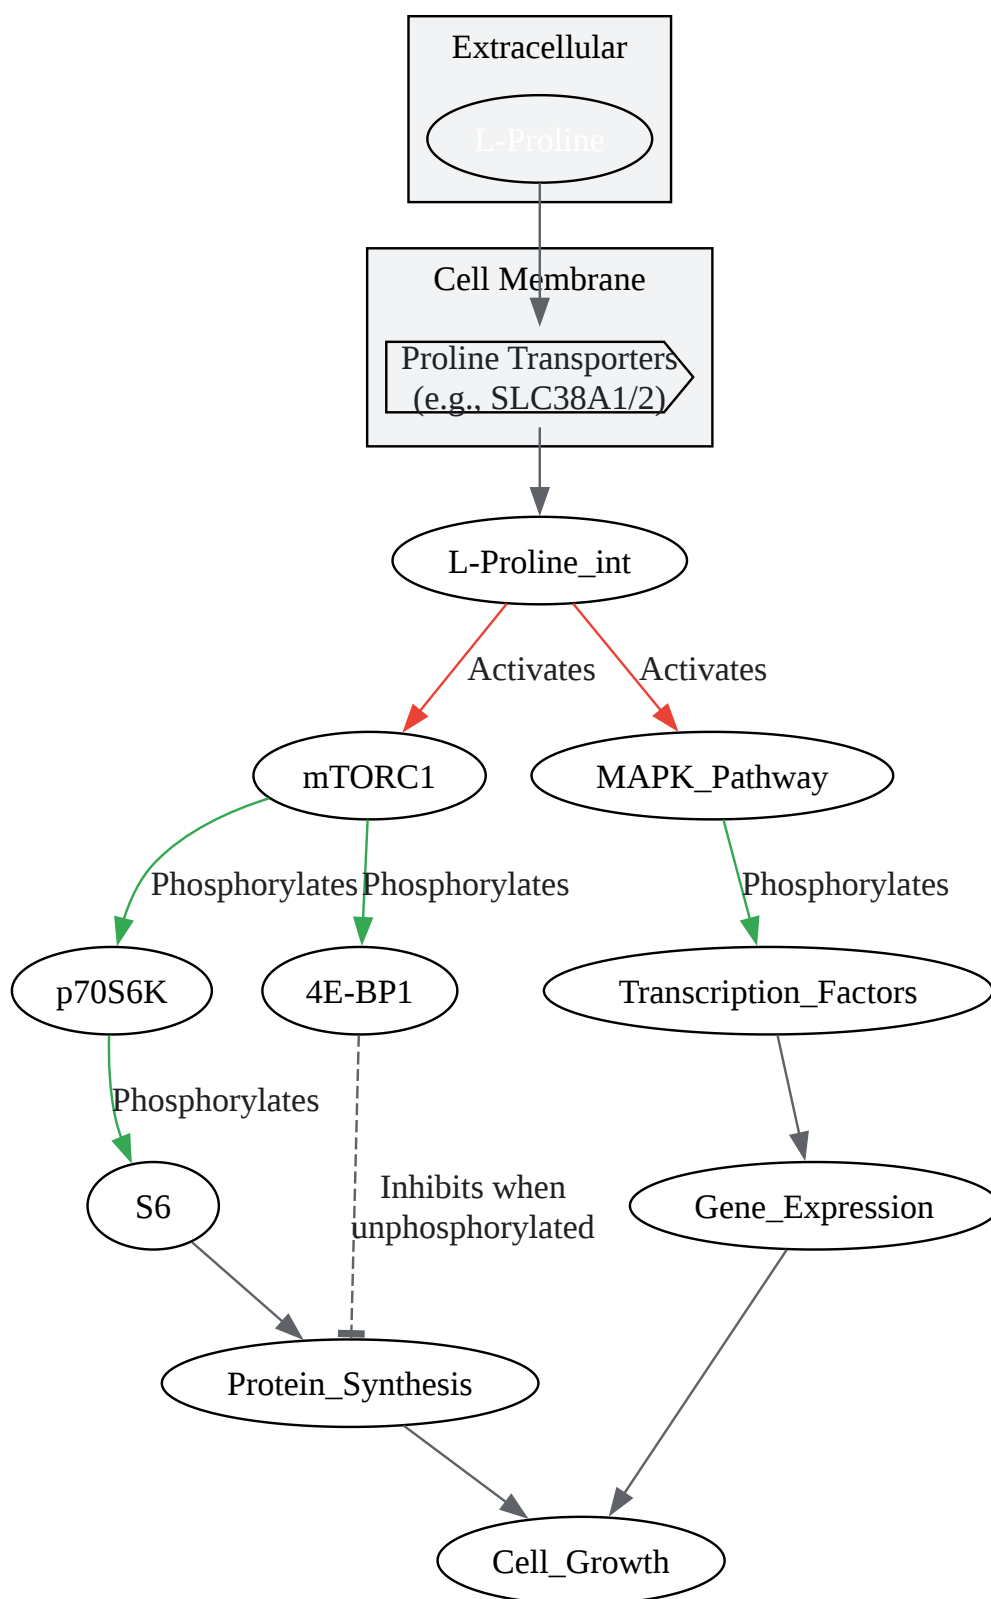 Extracellular
L-Proline
Cell Membrane
Proline Transporters
(e.g., SLC38A1/2)
L-Proline_int
Activates
Activates
mTORC1
MAPK_Pathway
Phosphorylates
Phosphorylates
Phosphorylates
p70S6K
4E-BP1
Transcription_Factors
Phosphorylates
Inhibits when
unphosphorylated
S6
Gene_Expression
Protein_Synthesis
Cell_Growth